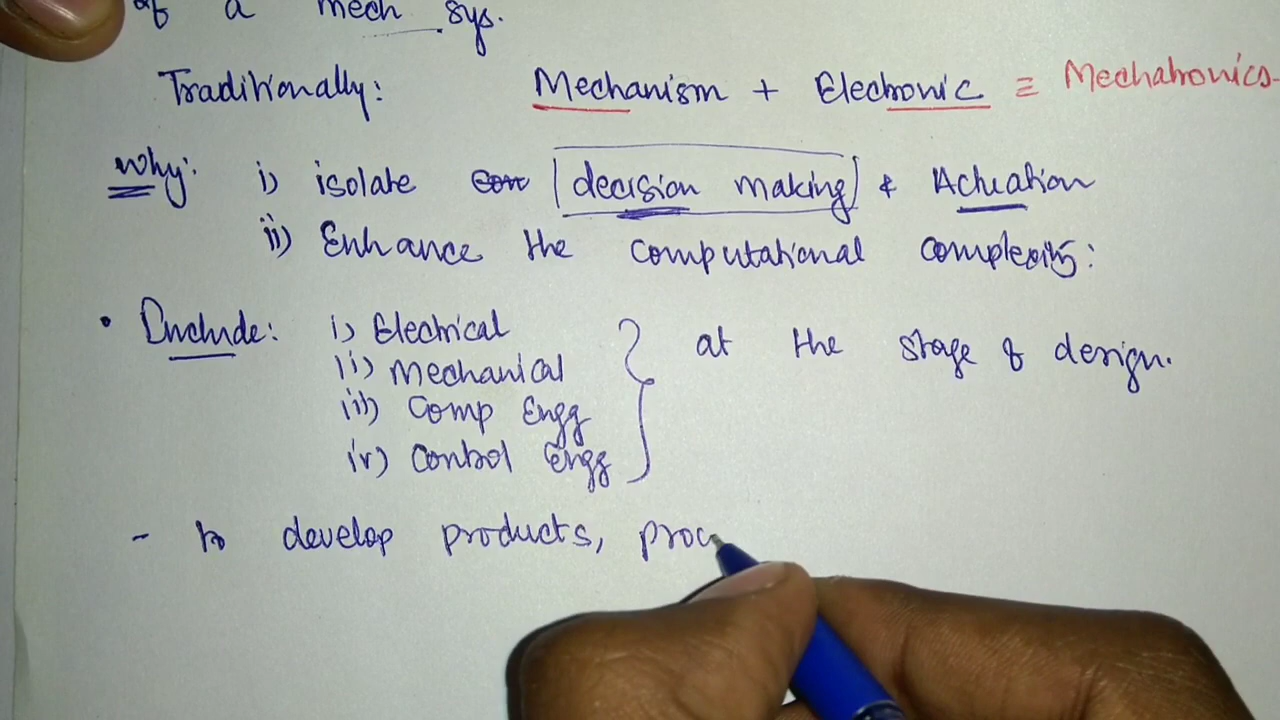 of a mech sys.
Traditionally: Mechanism + Electronic ≡ Mechatronics
Why: i) isolate decision making & Actuation
ii) Enhance the computational complexity:
• Include: i) Electrical
ii) Mechanical } at the stage of design.
iii) Comp Engg
iv) Control Engg
- to develop products, proc